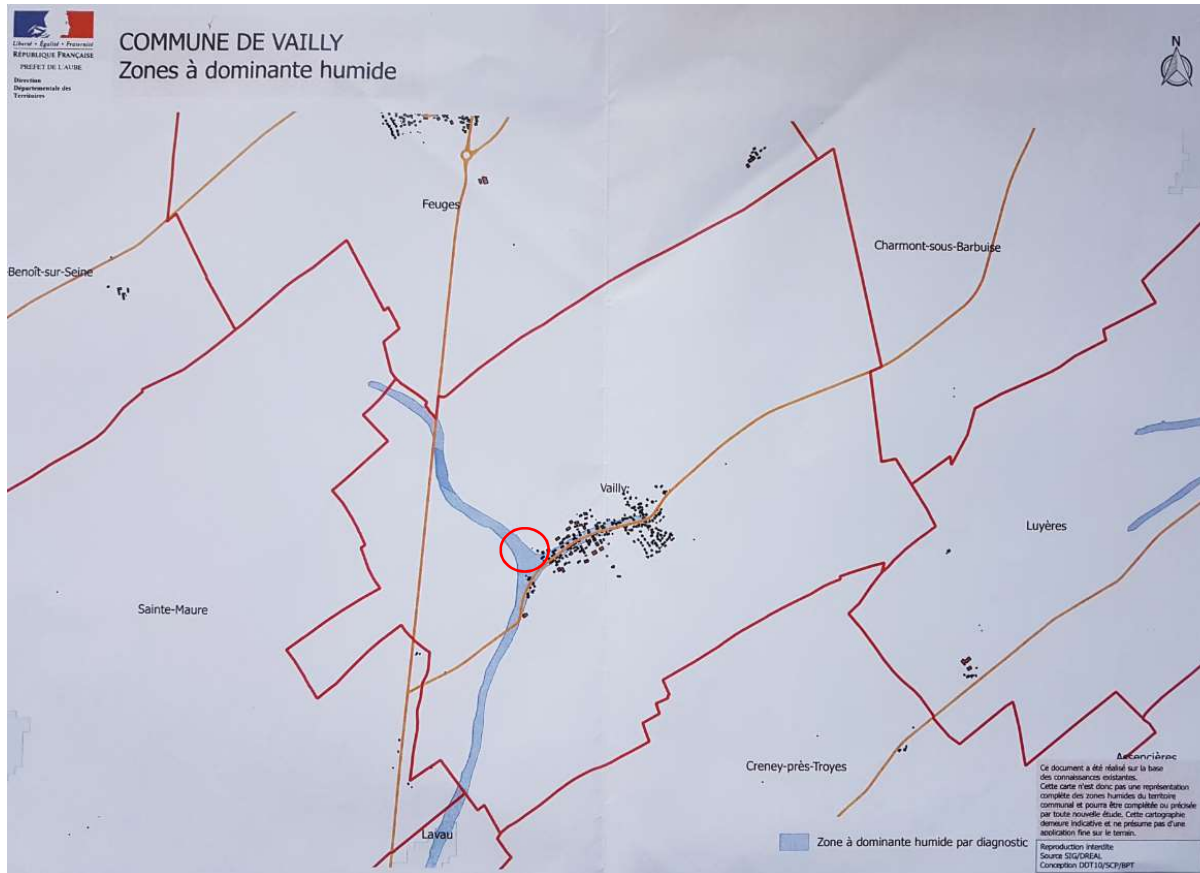 COMMUNE DE VAILLY
Zones à dominante humide
Liberté • Égalité • Fraternité
RÉPUBLIQUE FRANÇAISE
PREFET DE L'AUBE
Direction
Départementale des
Territoires
N
Feuges
Charmont-sous-Barbuise
Benoît-sur-Seine
Vailly
Luyères
Sainte-Maure
Creney-près-Troyes
Assencières
Lavau
Zone à dominante humide par diagnostic
Ce document a été réalisé sur la base
des connaissances existantes.
Cette carte n'est donc pas une représentation
complète des zones humides du territoire
communal et pourra être complétée ou précisée
par toute nouvelle étude. Cette cartographie
demeure indicative et ne présume pas d'une
application fine sur le terrain.
Reproduction interdite
Source SIG/DREAL
Conception DDT10/SCP/BPT